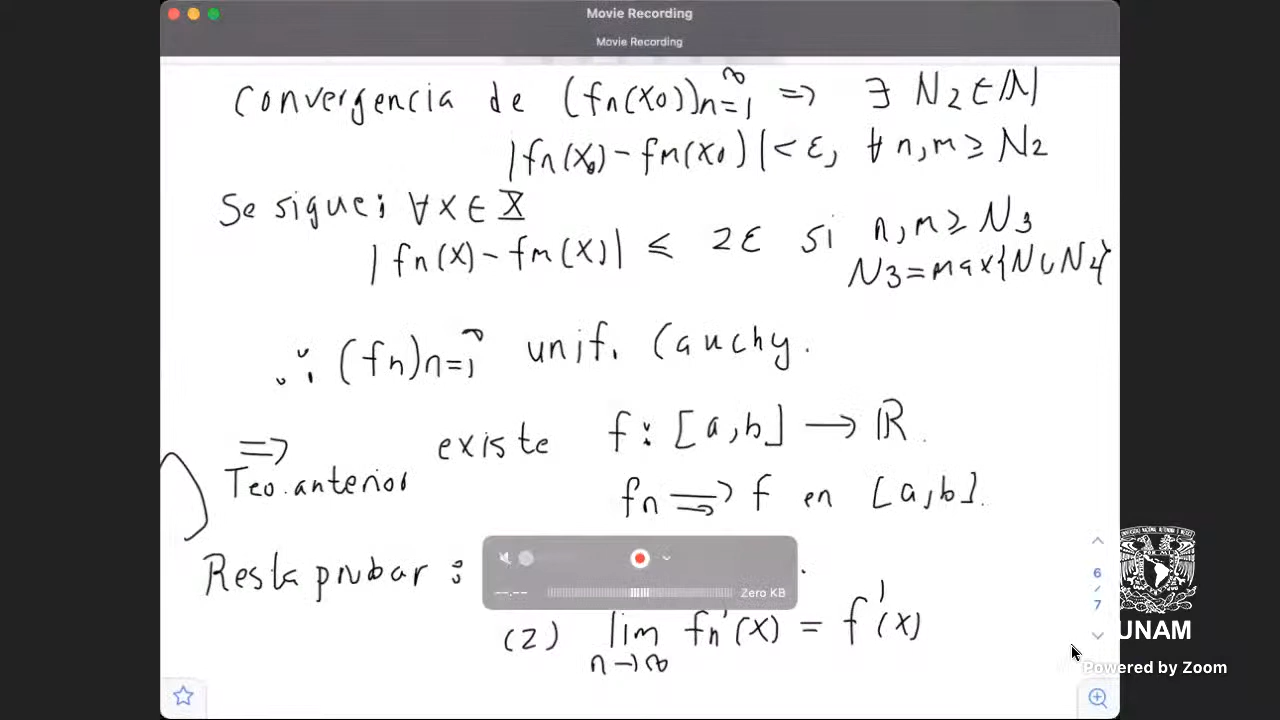 Movie Recording
Movie Recording
Convergencia de (fn(x0))n=1^∞ => ∃ N2 ∈ ℕ
|fn(x0) - fm(x0)| < ε, ∀ n,m ≥ N2
Se sigue; ∀x ∈ X
|fn(x) - fm(x)| ≤ 2ε si n,m ≥ N3
N3 = max{N1, N2}
∴ (fn)n=1^∞ unif. Cauchy.
=> existe f: [a,b] → ℝ.
Teo. anterior
fn ⇉ f en [a,b].
Resta probar :
--.-- Zero KB
(2) lim fn'(x) = f'(x)
n→∞
6
/
7
UNAM
Powered by Zoom